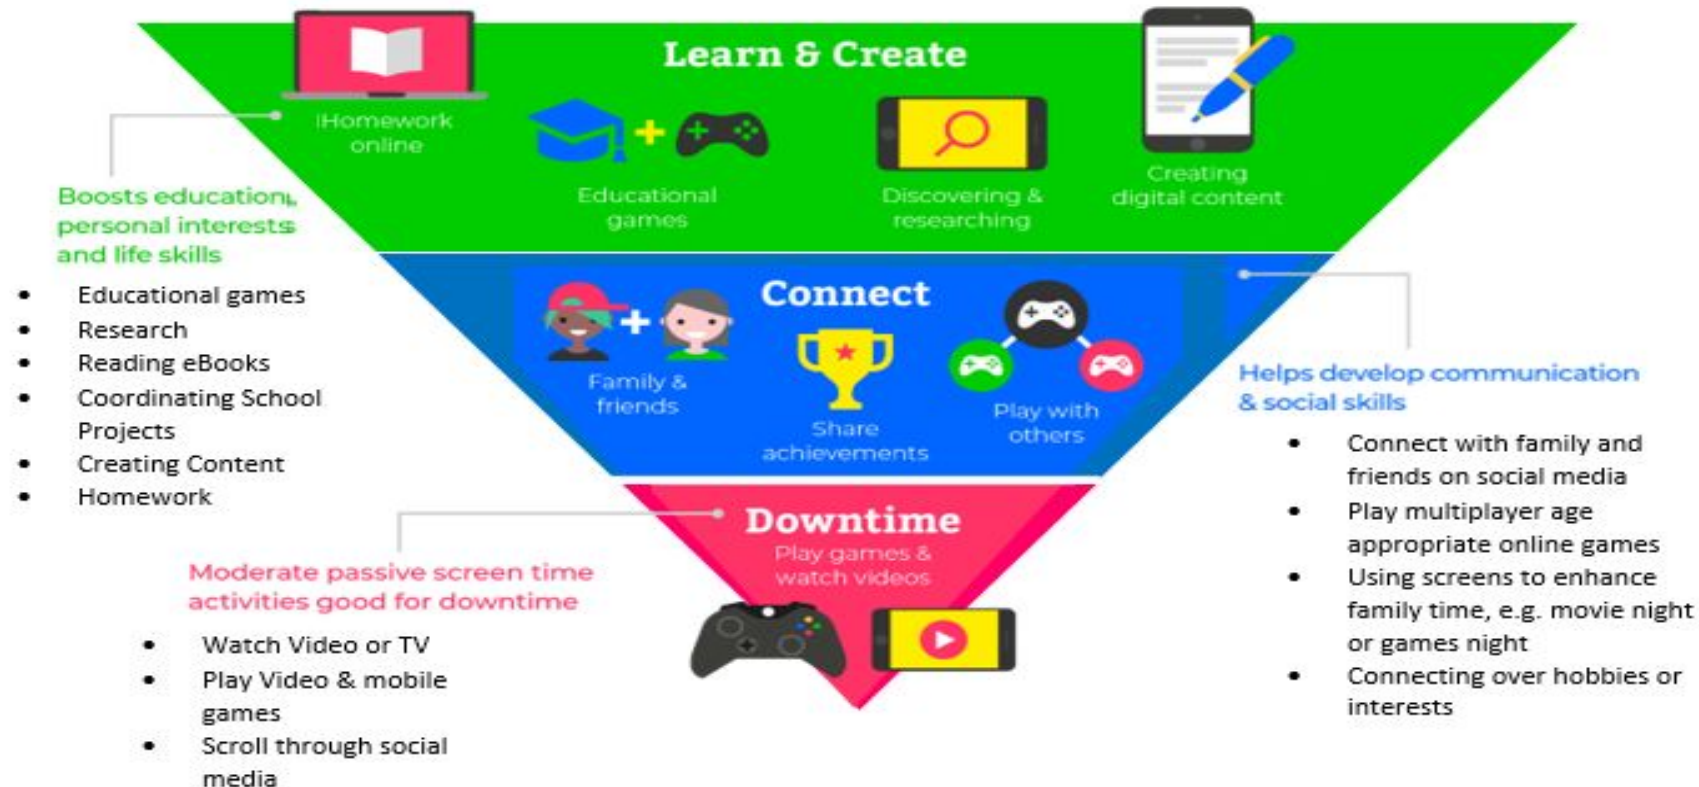 Learn & Create
Homework
online
Educational
games
Discovering &
researching
Creating
digital content
Boosts education,
personal interests
and life skills
• Educational games
• Research
• Reading eBooks
• Coordinating School
Projects
• Creating Content
• Homework
Connect
Family &
friends
Share
achievements
Play with
others
Helps develop communication
& social skills
• Connect with family and
friends on social media
• Play multiplayer age
appropriate online games
• Using screens to enhance
family time, e.g. movie night
or games night
• Connecting over hobbies or
interests
Downtime
Play games &
watch videos
Moderate passive screen time
activities good for downtime
• Watch Video or TV
• Play Video & mobile
games
• Scroll through social
media